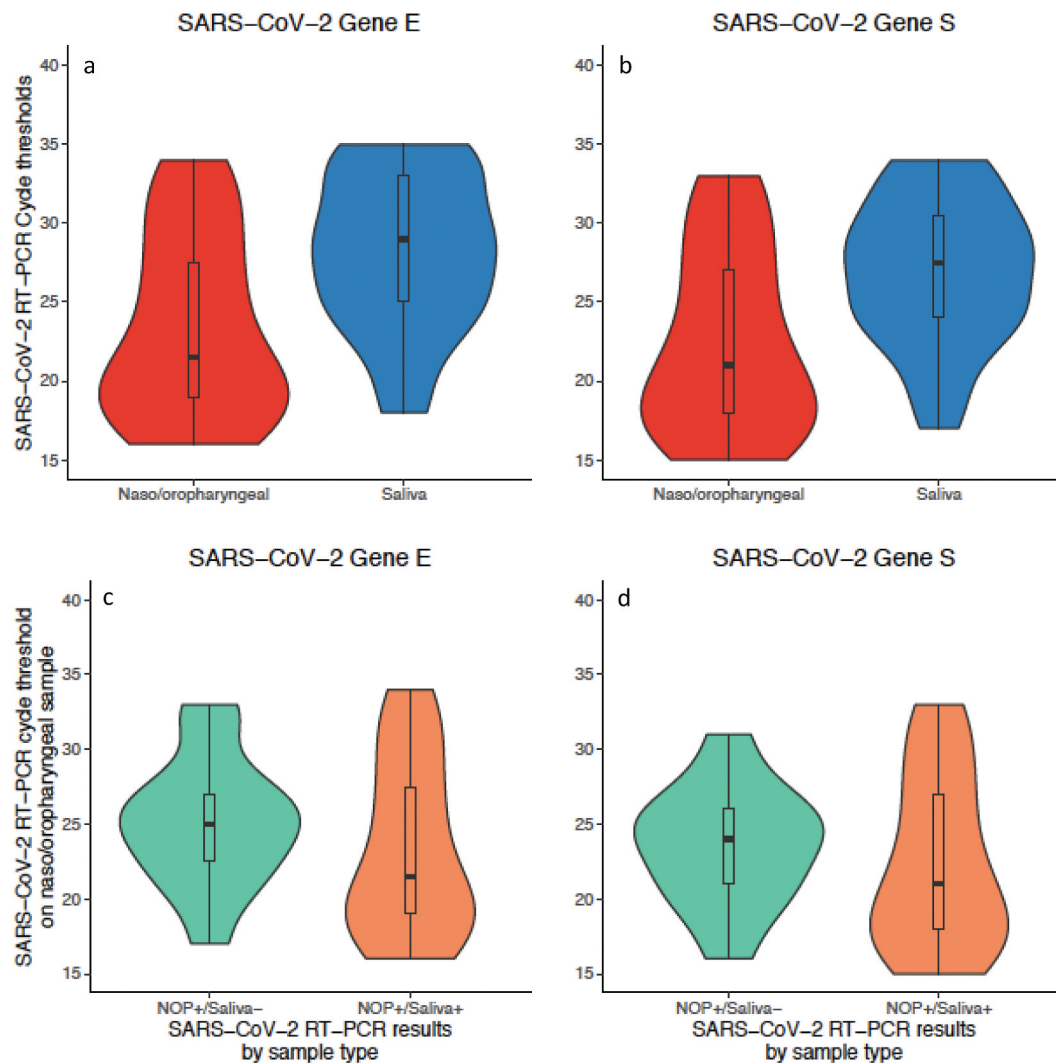 SARS−CoV−2 Gene E
SARS−CoV−2 Gene S
a
b
SARS−CoV−2 RT−PCR Cycle thresholds
40
35
30
25
20
15
40
35
30
25
20
15
Naso/oropharyngeal
Saliva
Naso/oropharyngeal
Saliva
SARS−CoV−2 Gene E
SARS−CoV−2 Gene S
c
d
SARS−CoV−2 RT−PCR cycle threshold
on naso/oropharyngeal sample
40
35
30
25
20
15
40
35
30
25
20
15
NOP+/Saliva−
NOP+/Saliva+
NOP+/Saliva−
NOP+/Saliva+
SARS−CoV−2 RT−PCR results
by sample type
SARS−CoV−2 RT−PCR results
by sample type